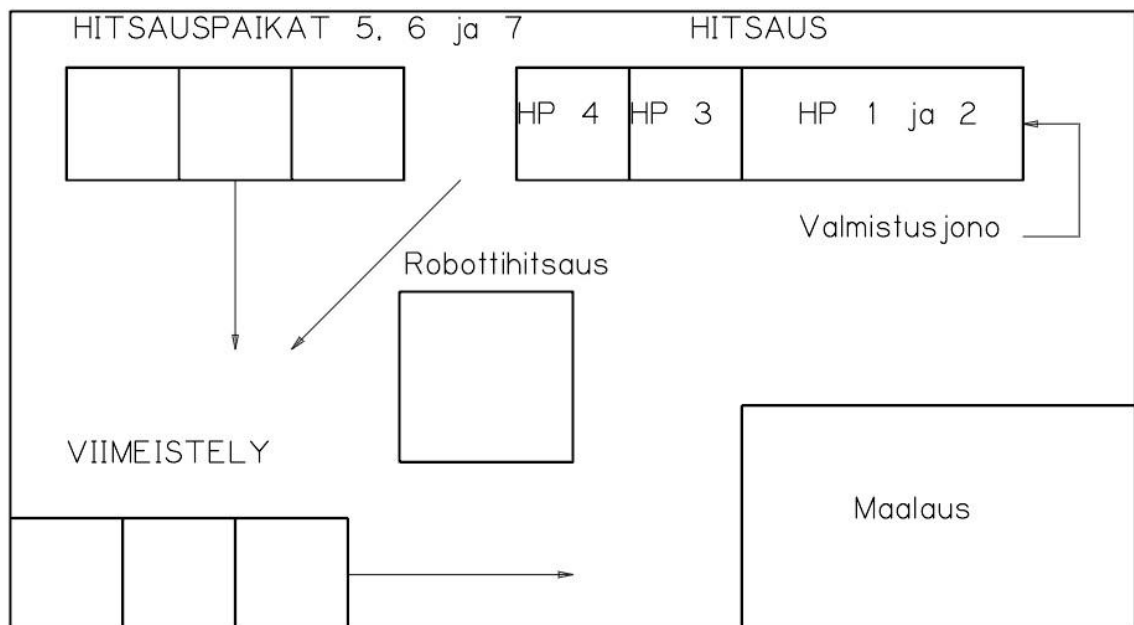 HITSAUSPAIKAT 5, 6 ja 7
HITSAUS
HP 4
HP 3
HP 1 ja 2
Valmistusjono
Robottihitsaus
VIIMEISTELY
Maalaus